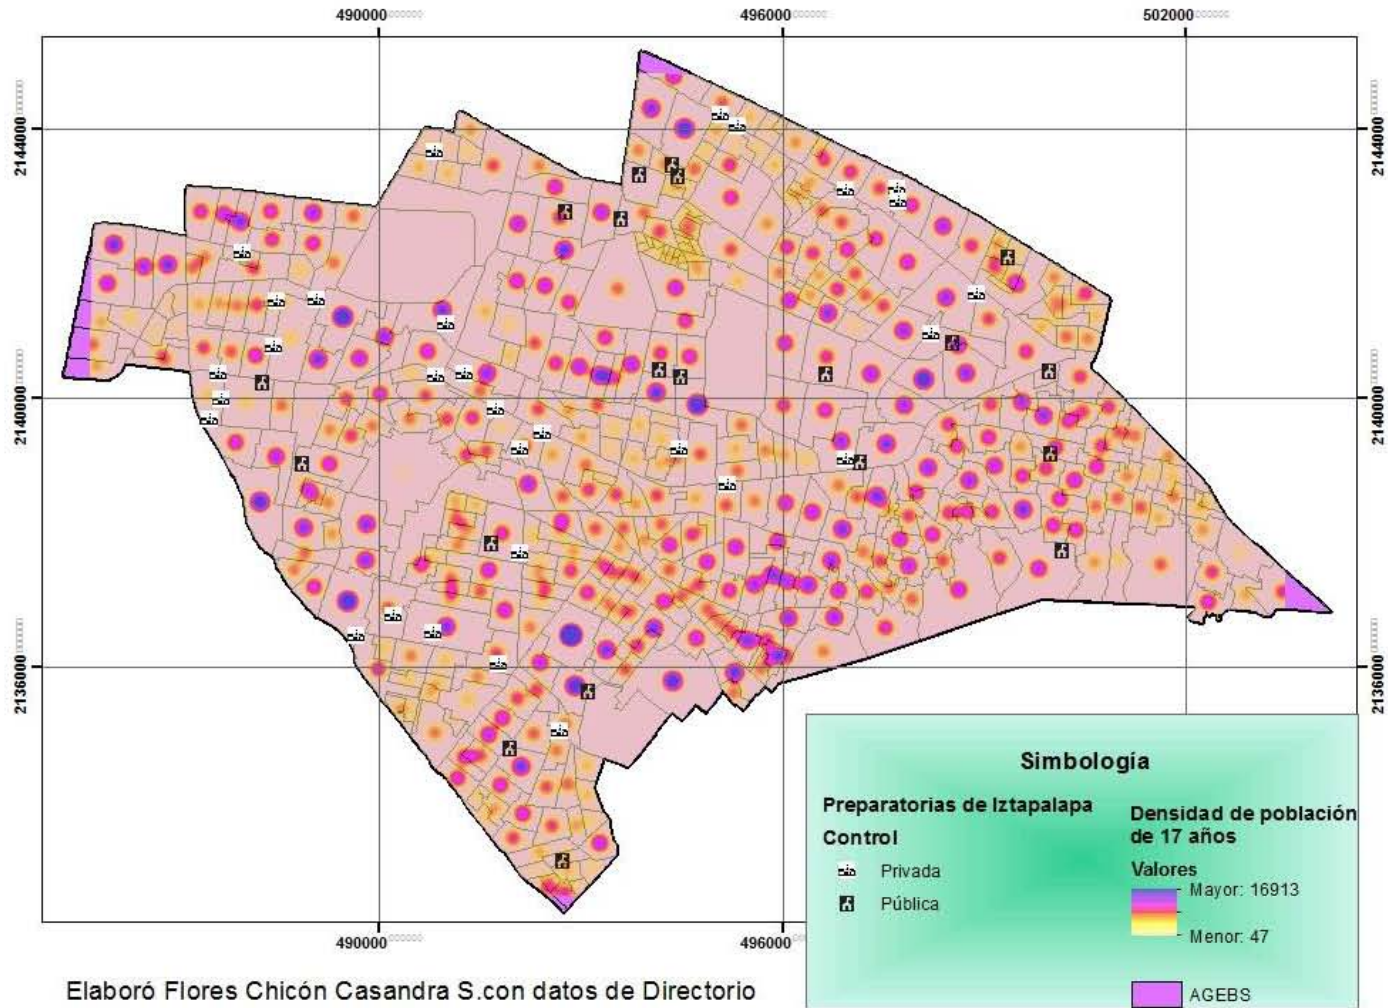 490000 496000 502000
2144000 2144000
2140000 2140000
2136000 2136000
490000 496000
Simbología
Preparatorias de Iztapalapa
Control
Privada
Pública
Densidad de población
de 17 años
Valores
Mayor: 16913
Menor: 47
AGEBS
Elaboró Flores Chicón Casandra S.con datos de Directorio